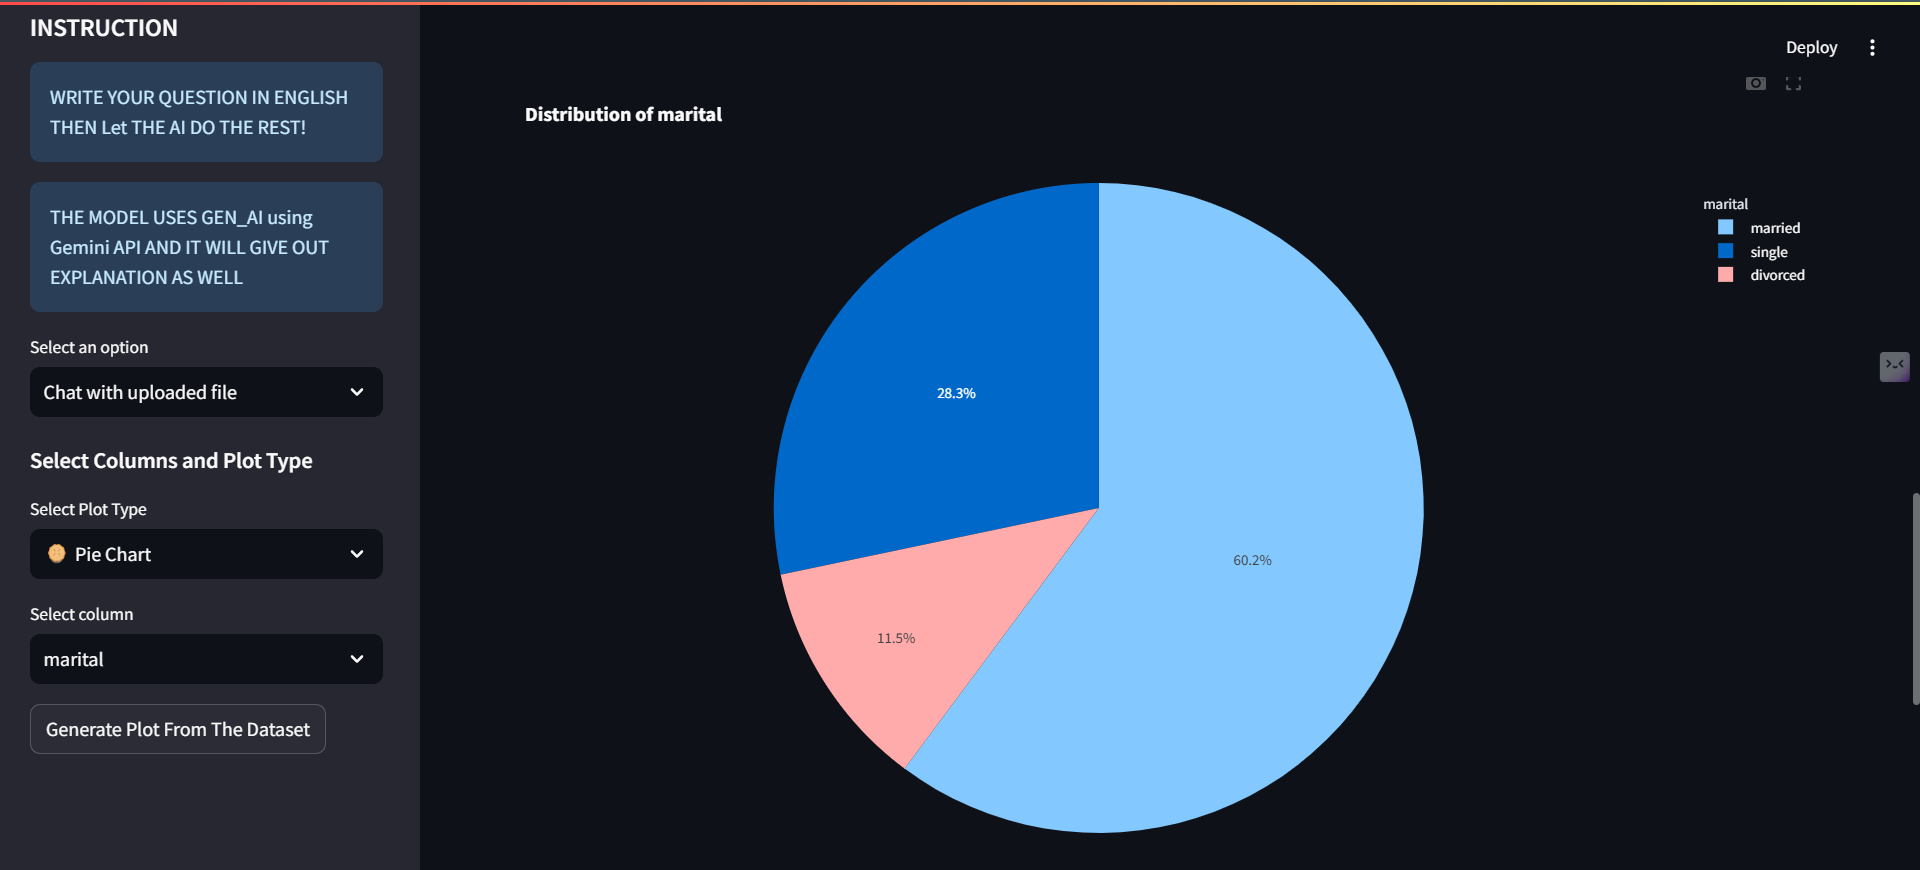 INSTRUCTION
WRITE YOUR QUESTION IN ENGLISH
THEN Let THE AI DO THE REST!
THE MODEL USES GEN_AI using
Gemini API AND IT WILL GIVE OUT
EXPLANATION AS WELL
Select an option
Chat with uploaded file
Select Columns and Plot Type
Select Plot Type
Pie Chart
Select column
marital
Generate Plot From The Dataset
Deploy
Distribution of marital
marital
married
single
divorced
28.3%
60.2%
11.5%